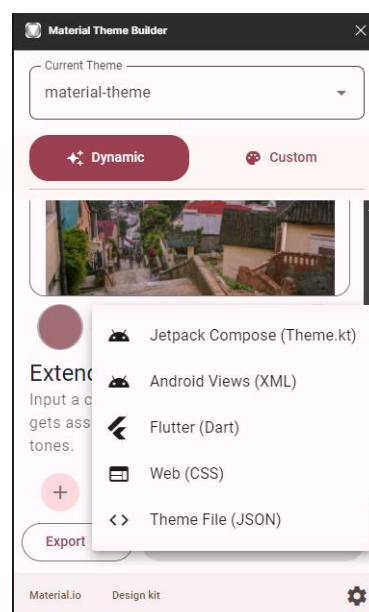 Material Theme Builder
Current Theme
material-theme
Dynamic
Custom
Jetpack Compose (Theme.kt)
Android Views (XML)
Flutter (Dart)
Web (CSS)
Theme File (JSON)
Input a c
gets ass
tones.
Export
Material.io Design kit